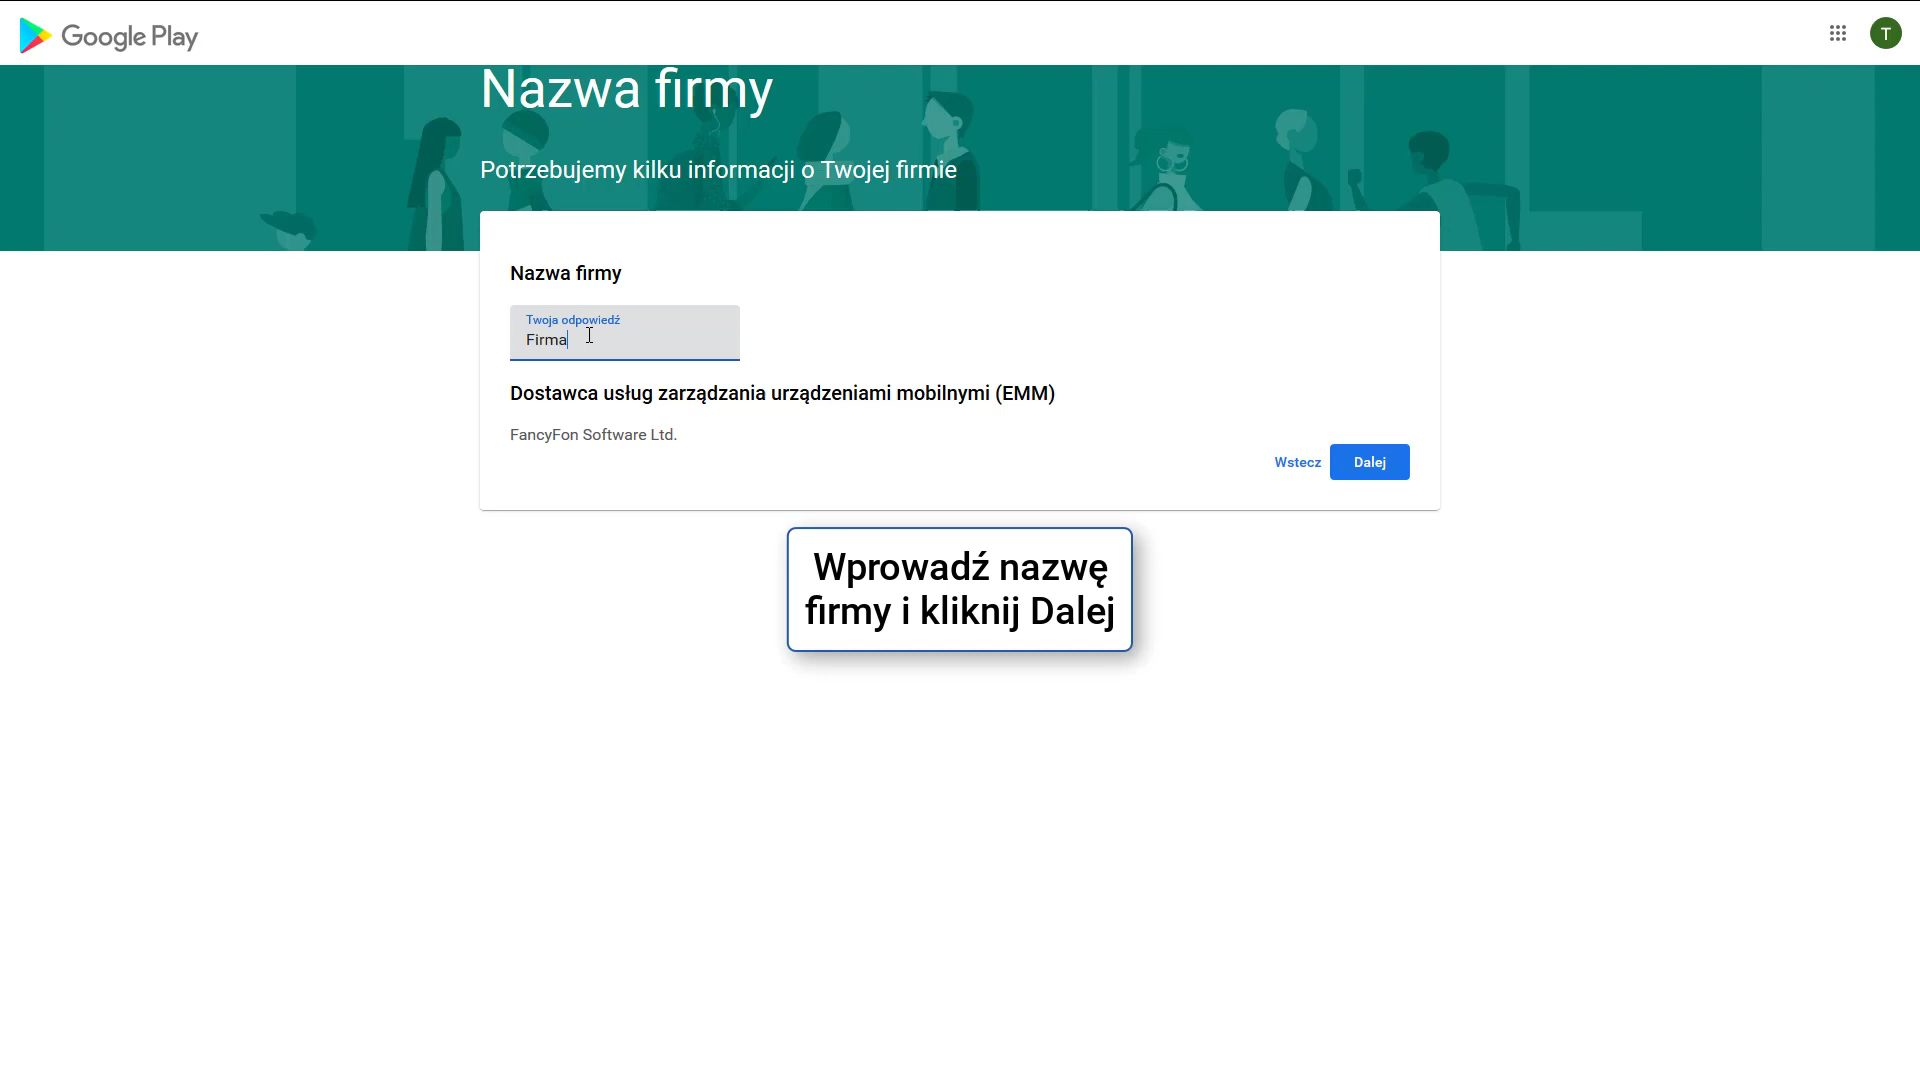 Google Play
T
Nazwa firmy
Potrzebujemy kilku informacji o Twojej firmie
Nazwa firmy
Twoja odpowiedź
Firma
Dostawca usług zarządzania urządzeniami mobilnymi (EMM)
FancyFon Software Ltd.
Wstecz
Dalej
Wprowadź nazwę
firmy i kliknij Dalej